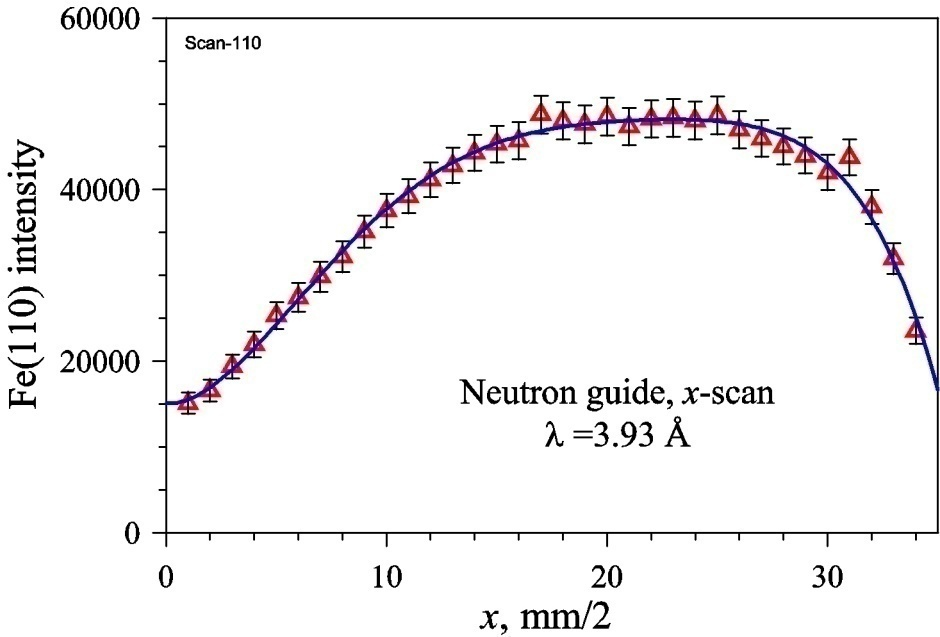 60000
Scan-110
40000
Fe(110) intensity
20000
Neutron guide, x-scan
λ =3.93 Å
0
0 10 20 30
x, mm/2